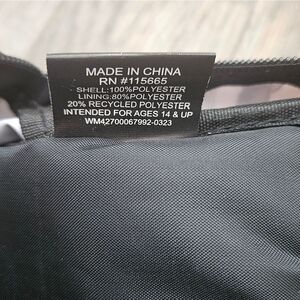 MADE IN CHINA
RN #115665
SHELL:100%POLYESTER
LINING:80%POLYESTER
20% RECYCLED POLYESTER
INTENDED FOR AGES 14 & UP
WM42700067992-0323